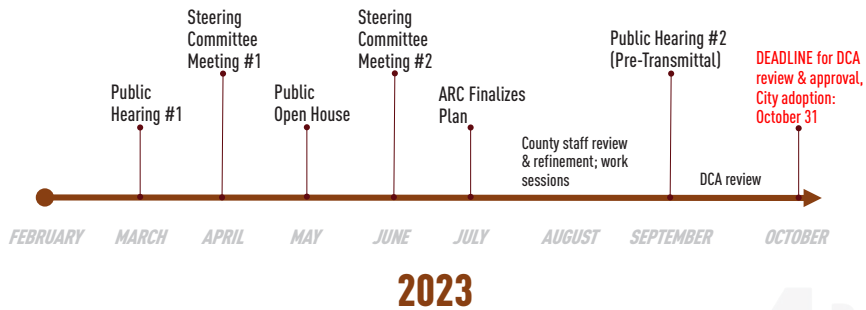 Steering
Committee
Meeting #1
Steering
Committee
Meeting #2
Public Hearing #2
(Pre-Transmittal)
DEADLINE for DCA
review & approval,
City adoption:
October 31
Public
Hearing #1
Public
Open House
ARC Finalizes
Plan
County staff review
& refinement; work
sessions
DCA review
FEBRUARY MARCH APRIL MAY JUNE JULY AUGUST SEPTEMBER OCTOBER
2023